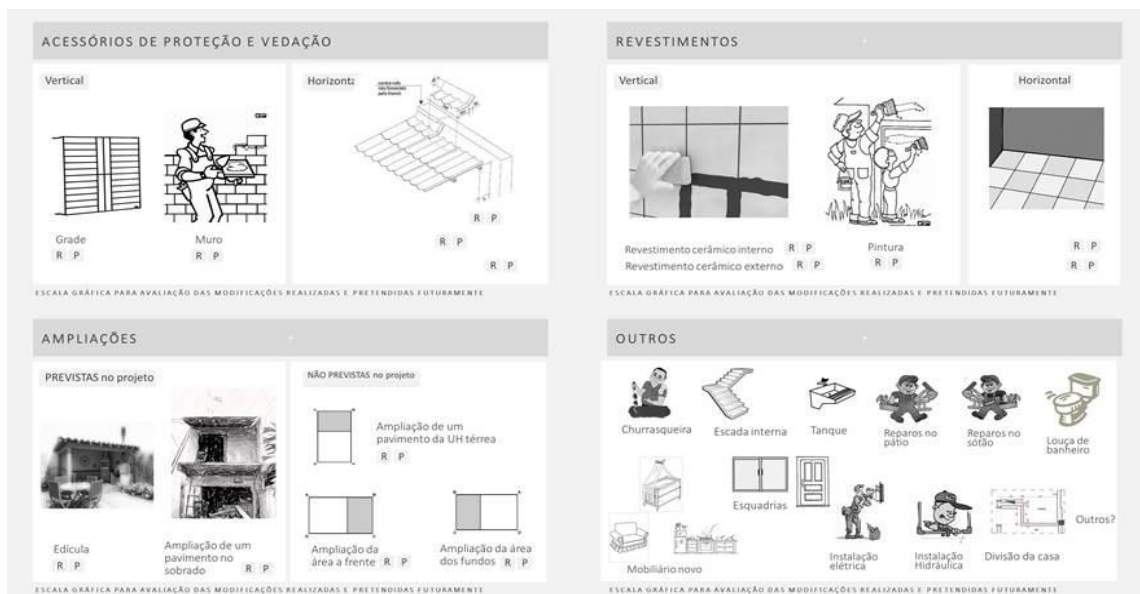 ACESSÓRIOS DE PROTEÇÃO E VEDAÇÃO
Vertical
Grade
R P
Muro
R P
Horizonta
R P
R P
R P
ESCALA GRÁFICA PARA AVALIAÇÃO DAS MODIFICAÇÕES REALIZADAS E PRETENDIDAS FUTURAMENTE
REVESTIMENTOS
Vertical
Revestimento cerâmico interno R P
Revestimento cerâmico externo R P
Pintura
R P
Horizontal
R P
R P
ESCALA GRÁFICA PARA AVALIAÇÃO DAS MODIFICAÇÕES REALIZADAS E PRETENDIDAS FUTURAMENTE
AMPLIAÇÕES
PREVISTAS no projeto
Edícula
R P
Ampliação de um
pavimento no
sobrado R P
NÃO PREVISTAS no projeto
Ampliação de um
pavimento da UH térrea
R P
Ampliação da
área a frente R P
Ampliação da área
dos fundos R P
ESCALA GRÁFICA PARA AVALIAÇÃO DAS MODIFICAÇÕES REALIZADAS E PRETENDIDAS FUTURAMENTE
OUTROS
Churrasqueira
Escada interna
Tanque
Reparos no
pátio
Reparos no
sótão
Louça de
banheiro
Mobiliário novo
Esquadrias
Instalação
elétrica
Instalação
Hidráulica
Divisão da casa
Outros?
ESCALA GRÁFICA PARA AVALIAÇÃO DAS MODIFICAÇÕES REALIZADAS E PRETENDIDAS FUTURAMENTE